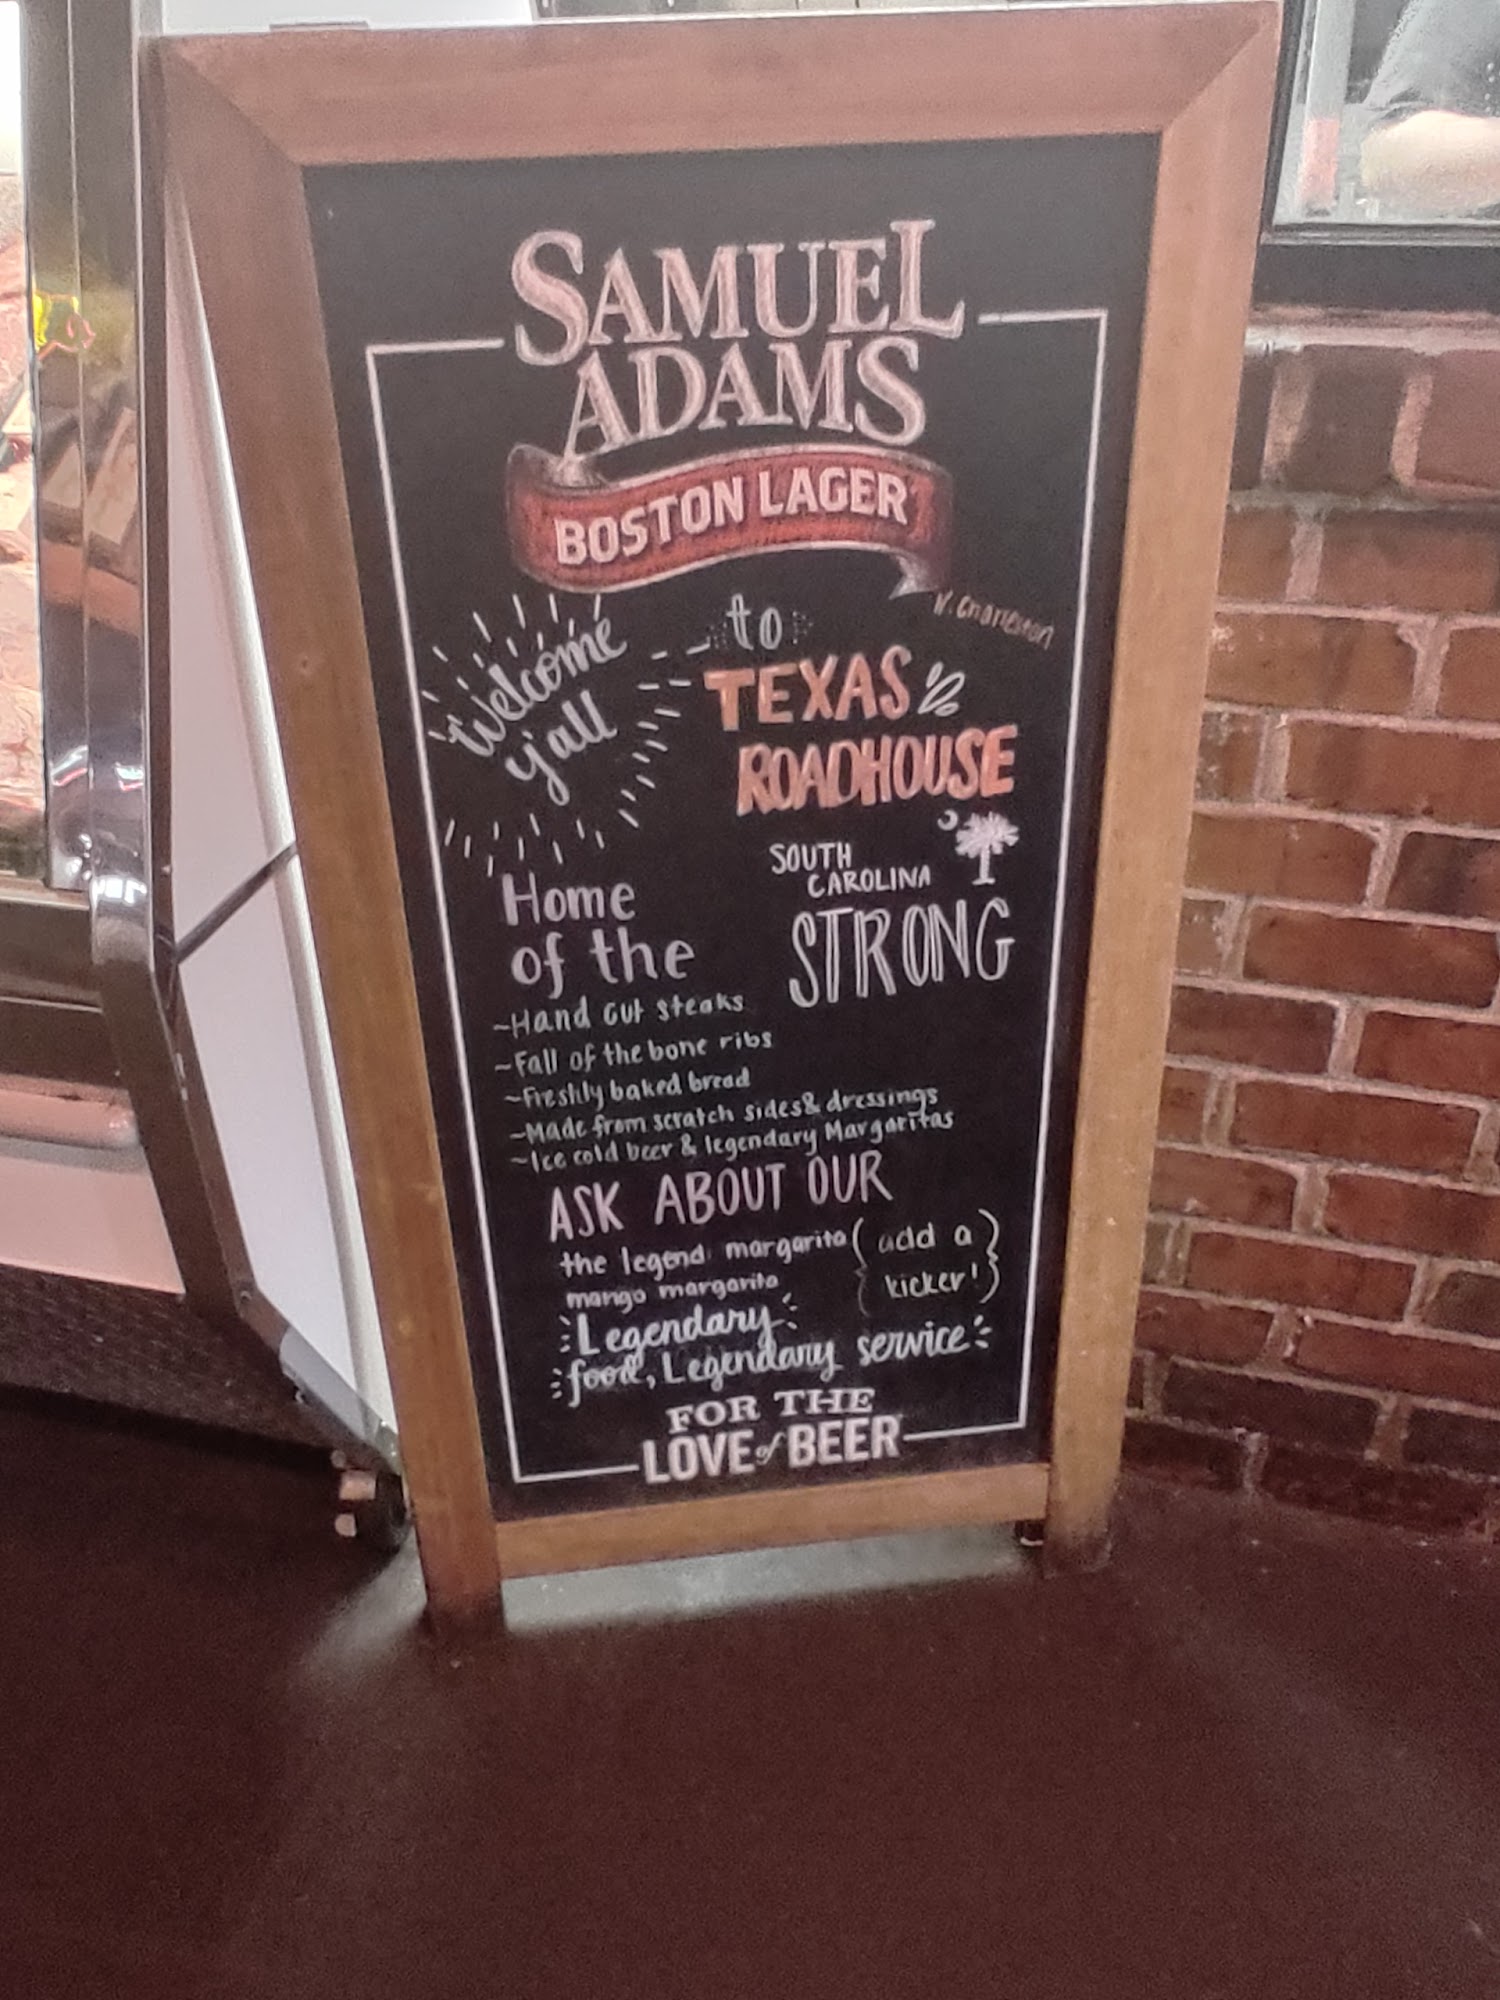 SAMUEL
ADAMS
BOSTON LAGER
N. Charleston
Welcome
y'all
to
TEXAS
ROADHOUSE
SOUTH
CAROLINA
STRONG
Home
of the
~Hand cut steaks
~Fall of the bone ribs
~Freshly baked bread
~Made from scratch sides & dressings
~Ice cold beer & legendary Margaritas
ASK ABOUT OUR
the legend margarita (add a
mango margarita kicker!)
Legendary
food, Legendary service
FOR THE
LOVE of BEER